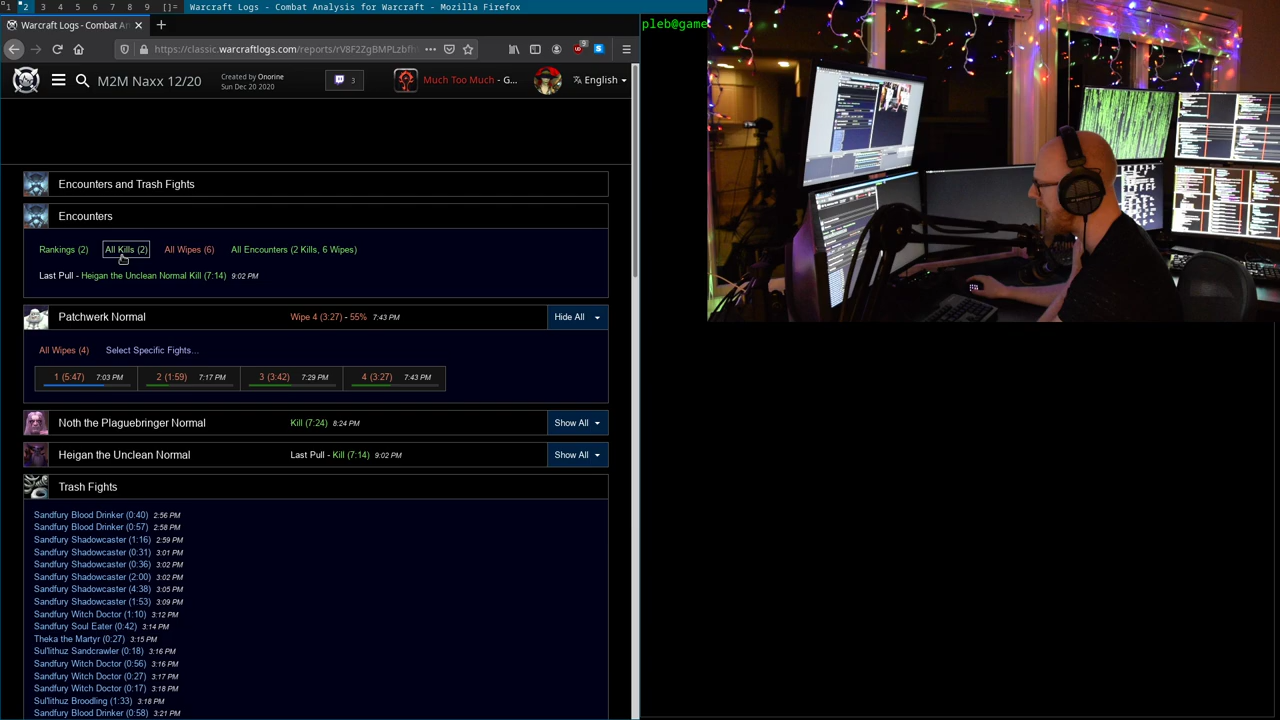 1 2 3 4 5 6 7 8 9 []= Warcraft Logs - Combat Analysis for Warcraft - Mozilla Firefox
Warcraft Logs - Combat An
pleb@game
https://classic.warcraftlogs.com/reports/rV8F2ZgBMPLzbfh
9
M2M Naxx 12/20
Created by Onorine
Sun Dec 20 2020
3
Much Too Much - G...
English
Encounters and Trash Fights
Encounters
Rankings (2) All Kills (2) All Wipes (6) All Encounters (2 Kills, 6 Wipes)
Last Pull - Heigan the Unclean Normal Kill (7:14) 9:02 PM
Patchwerk Normal Wipe 4 (3:27) - 55% 7:43 PM Hide All
All Wipes (4) Select Specific Fights...
1 (5:47) 7:03 PM 2 (1:59) 7:17 PM 3 (3:42) 7:29 PM 4 (3:27) 7:43 PM
Noth the Plaguebringer Normal Kill (7:24) 8:24 PM Show All
Heigan the Unclean Normal Last Pull - Kill (7:14) 9:02 PM Show All
Trash Fights
Sandfury Blood Drinker (0:40) 2:56 PM
Sandfury Blood Drinker (0:57) 2:58 PM
Sandfury Shadowcaster (1:16) 2:59 PM
Sandfury Shadowcaster (0:31) 3:01 PM
Sandfury Shadowcaster (0:36) 3:02 PM
Sandfury Shadowcaster (2:00) 3:02 PM
Sandfury Shadowcaster (4:38) 3:05 PM
Sandfury Shadowcaster (1:53) 3:09 PM
Sandfury Witch Doctor (1:10) 3:12 PM
Sandfury Soul Eater (0:42) 3:14 PM
Theka the Martyr (0:27) 3:15 PM
Sul'lithuz Sandcrawler (0:18) 3:16 PM
Sandfury Witch Doctor (0:56) 3:16 PM
Sandfury Witch Doctor (0:27) 3:17 PM
Sandfury Witch Doctor (0:17) 3:18 PM
Sul'lithuz Broodling (1:33) 3:18 PM
Sandfury Blood Drinker (0:58) 3:21 PM